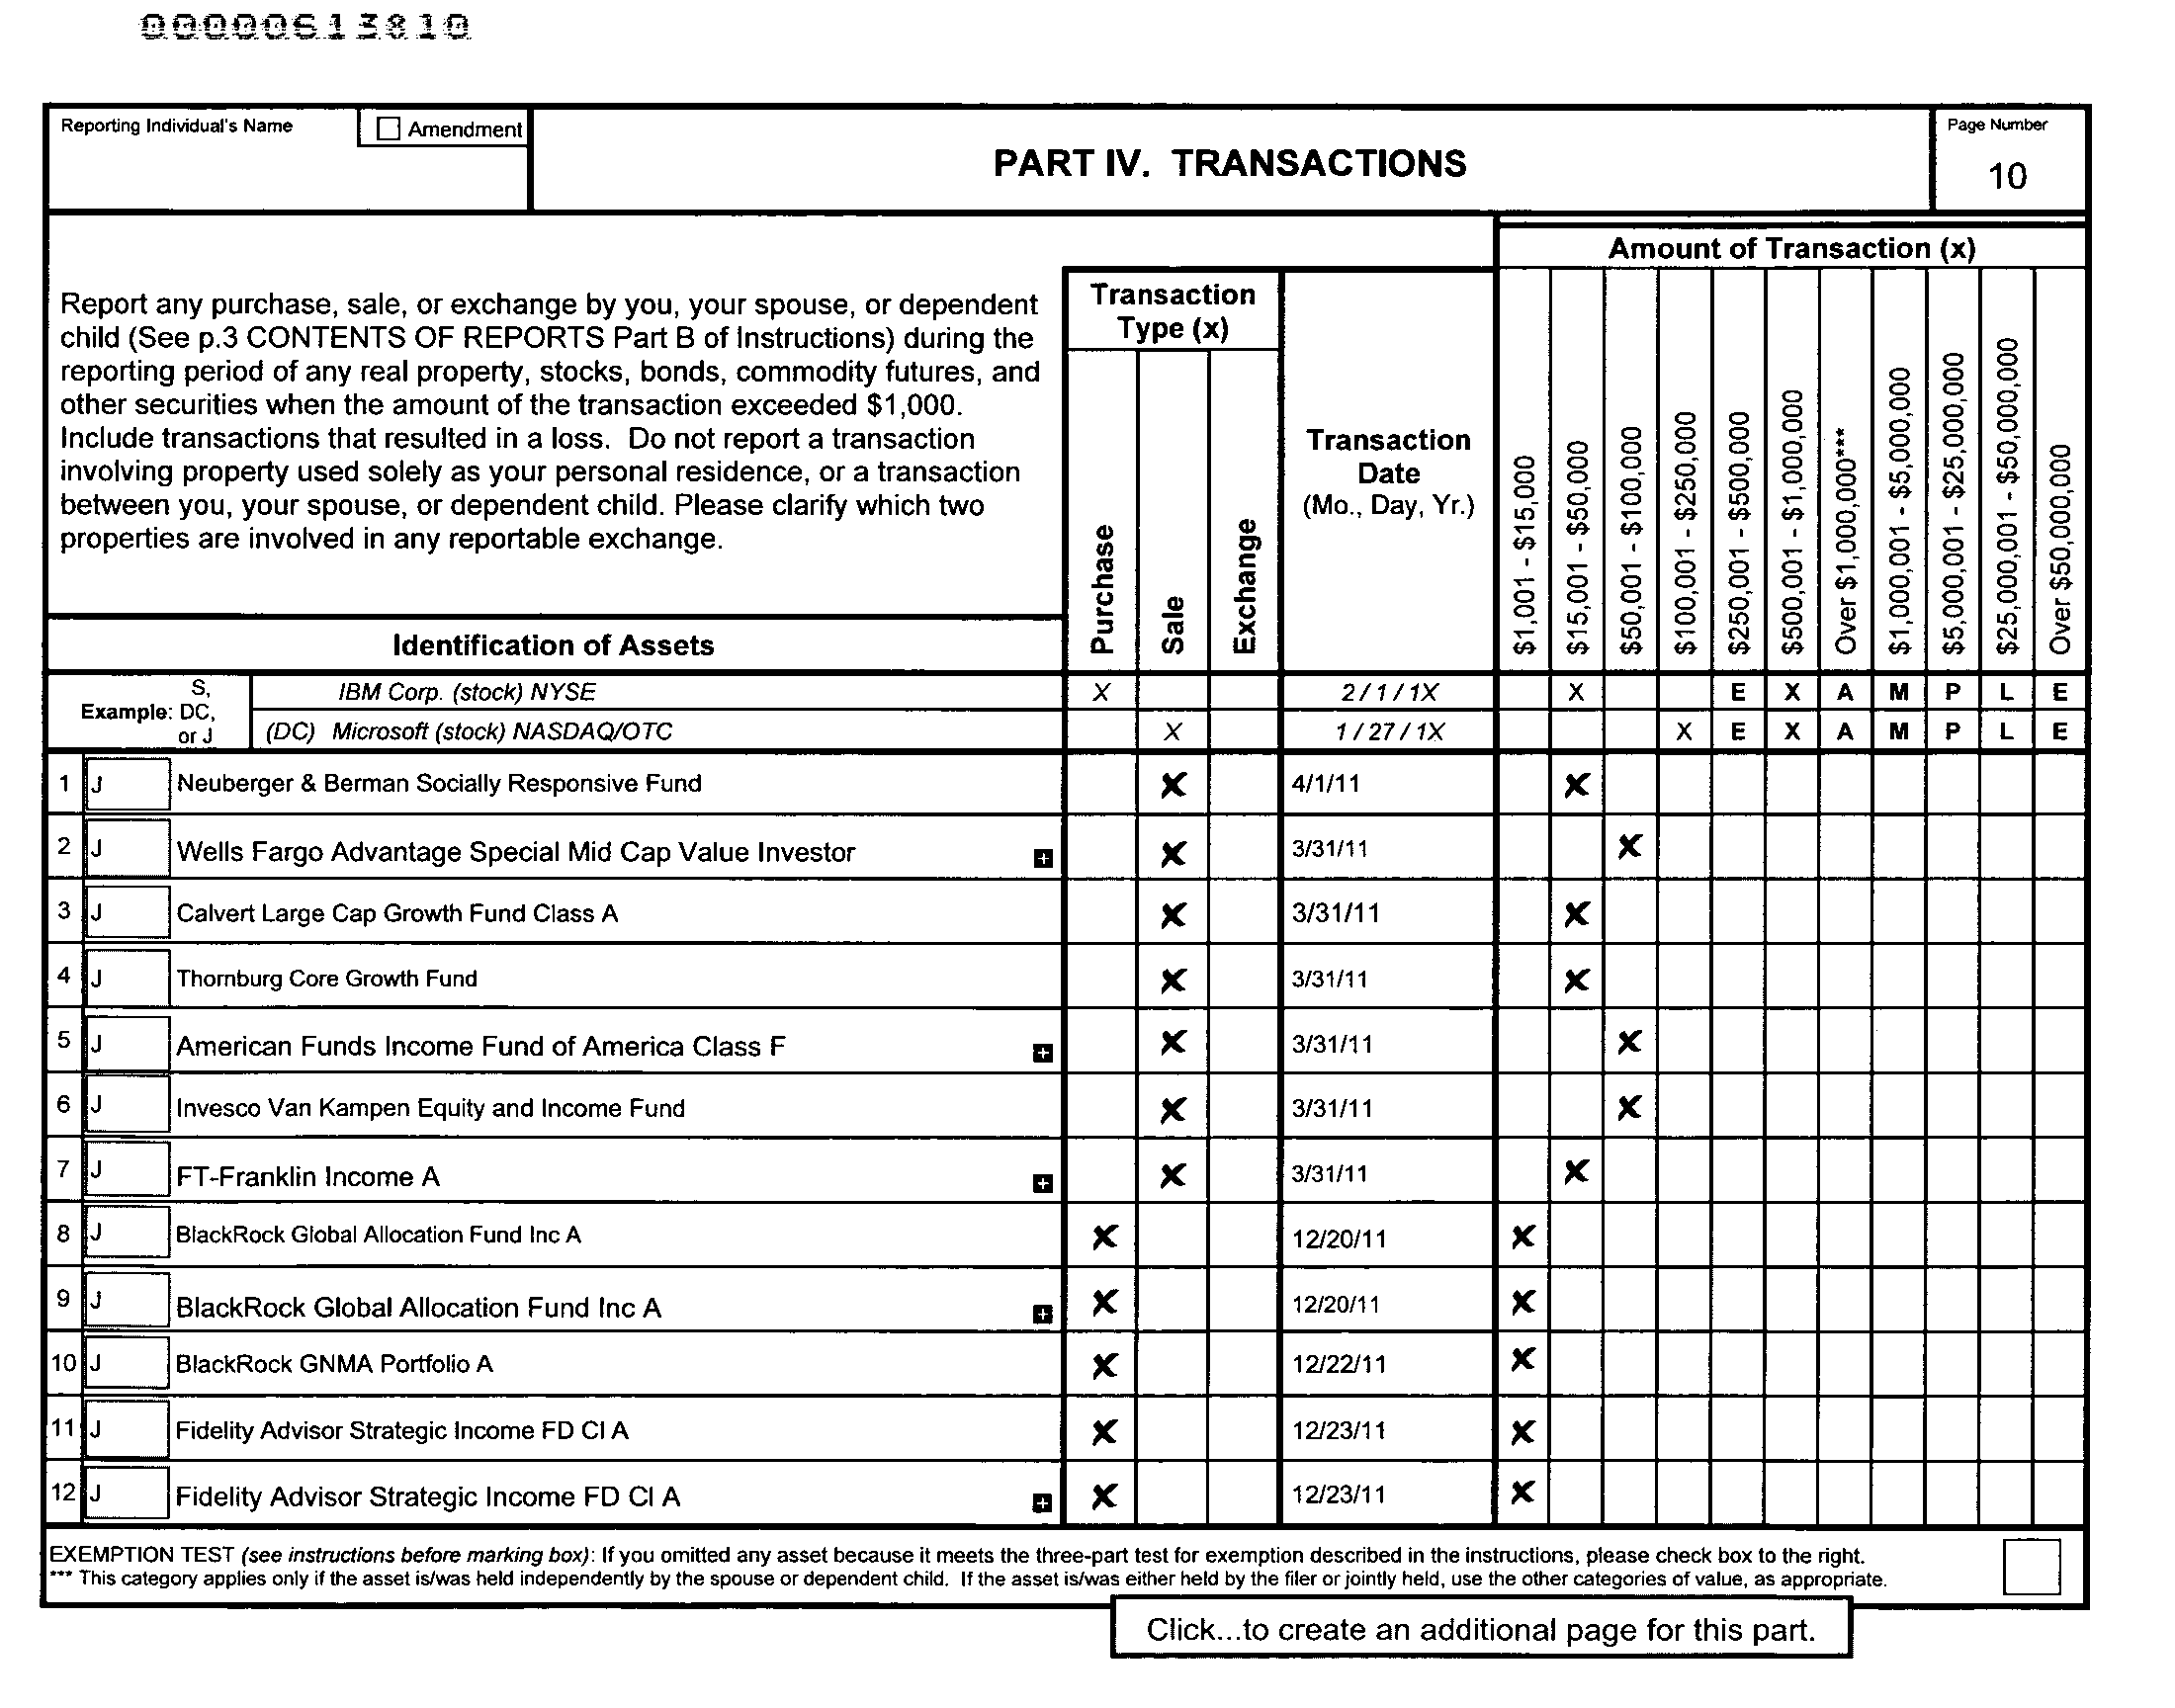 00000613810
Reporting Individual's Name
Amendment
PART IV. TRANSACTIONS
Page Number
10
Report any purchase, sale, or exchange by you, your spouse, or dependent
child (See p.3 CONTENTS OF REPORTS Part B of Instructions) during the
reporting period of any real property, stocks, bonds, commodity futures, and
other securities when the amount of the transaction exceeded $1,000.
Include transactions that resulted in a loss. Do not report a transaction
involving property used solely as your personal residence, or a transaction
between you, your spouse, or dependent child. Please clarify which two
properties are involved in any reportable exchange.
Transaction
Type (x)
Purchase
Sale
Exchange
Transaction
Date
(Mo., Day, Yr.)
Amount of Transaction (x)
$1,001 - $15,000
$15,001 - $50,000
$50,001 - $100,000
$100,001 - $250,000
$250,001 - $500,000
$500,001 - $1,000,000
Over $1,000,000***
$1,000,001 - $5,000,000
$5,000,001 - $25,000,000
$25,000,001 - $50,000,000
Over $50,000,000
Identification of Assets
Example: S, DC, or J
IBM Corp. (stock) NYSE X 2 / 1 / 1X X E X A M P L E
(DC) Microsoft (stock) NASDAQ/OTC X 1 / 27 / 1X X E X A M P L E
1 J Neuberger & Berman Socially Responsive Fund X 4/1/11 X
2 J Wells Fargo Advantage Special Mid Cap Value Investor + X 3/31/11 X
3 J Calvert Large Cap Growth Fund Class A X 3/31/11 X
4 J Thornburg Core Growth Fund X 3/31/11 X
5 J American Funds Income Fund of America Class F + X 3/31/11 X
6 J Invesco Van Kampen Equity and Income Fund X 3/31/11 X
7 J FT-Franklin Income A + X 3/31/11 X
8 J BlackRock Global Allocation Fund Inc A X 12/20/11 X
9 J BlackRock Global Allocation Fund Inc A + X 12/20/11 X
10 J BlackRock GNMA Portfolio A X 12/22/11 X
11 J Fidelity Advisor Strategic Income FD Cl A X 12/23/11 X
12 J Fidelity Advisor Strategic Income FD Cl A + X 12/23/11 X
EXEMPTION TEST (see instructions before marking box): If you omitted any asset because it meets the three-part test for exemption described in the instructions, please check box to the right.
*** This category applies only if the asset is/was held independently by the spouse or dependent child. If the asset is/was either held by the filer or jointly held, use the other categories of value, as appropriate.
Click...to create an additional page for this part.